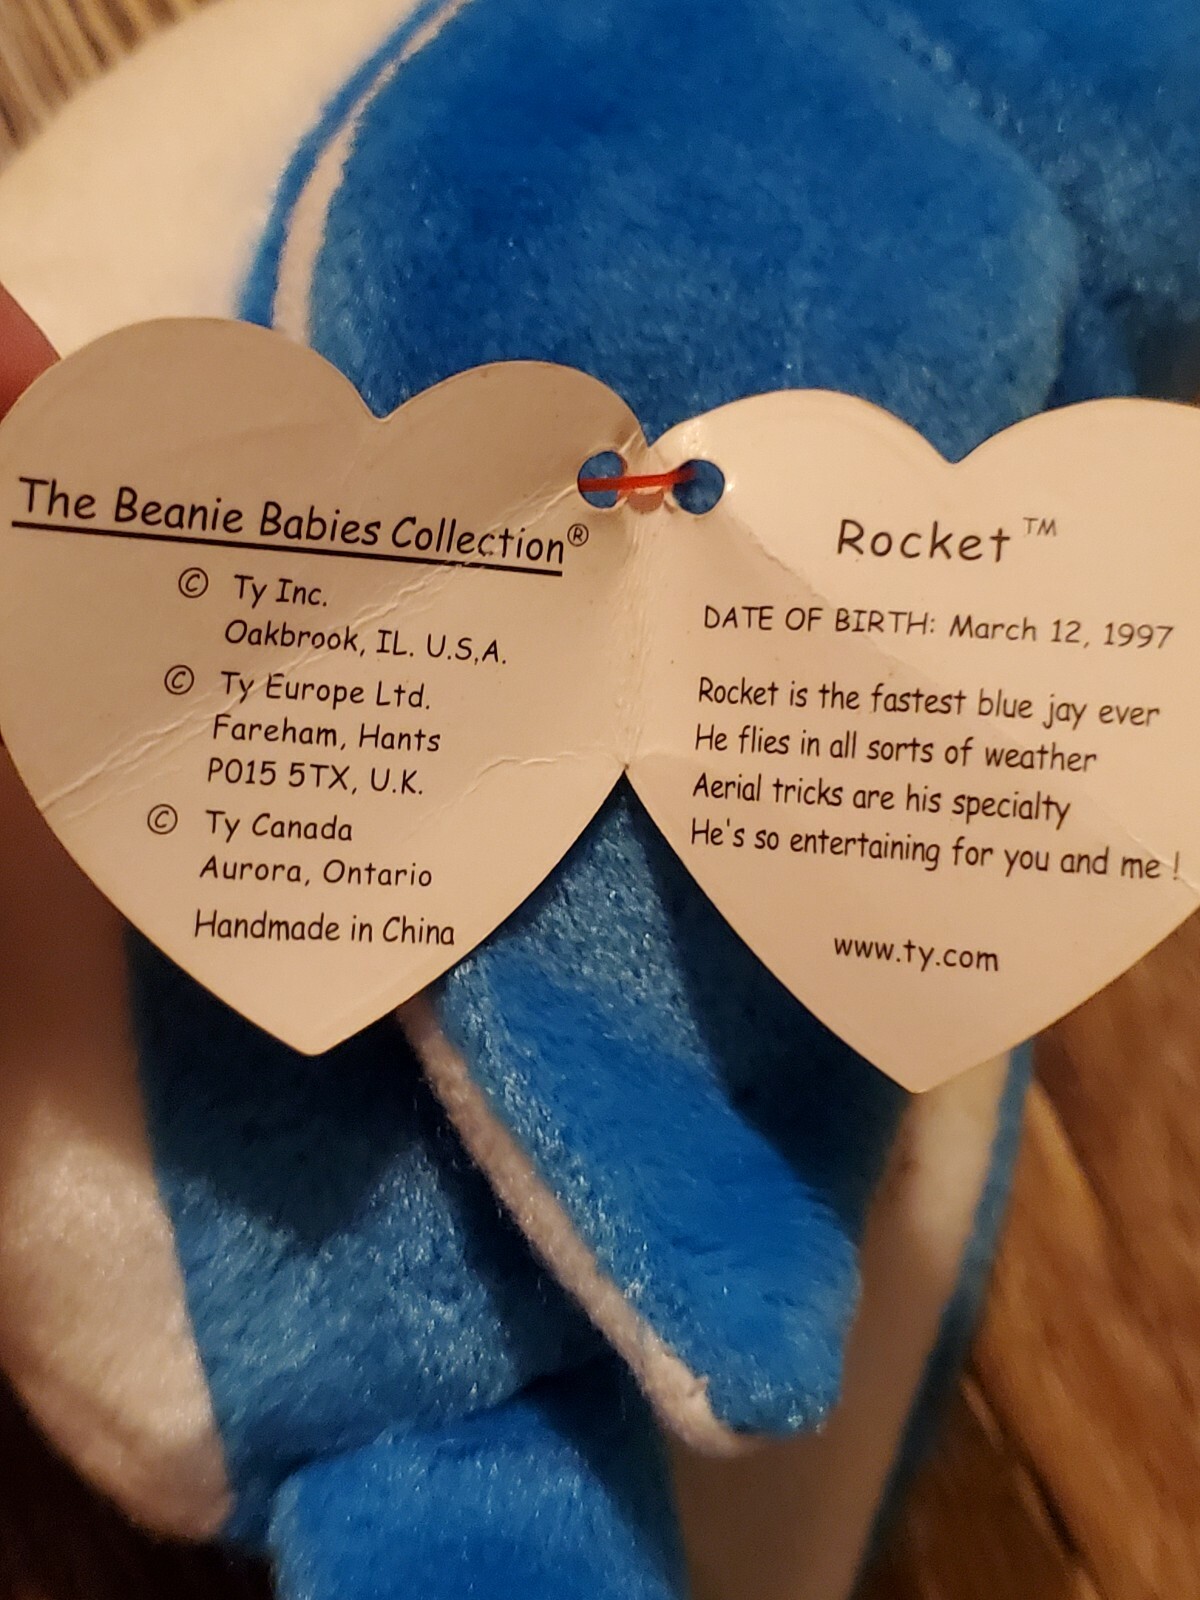 The Beanie Babies Collection®
© Ty Inc.
Oakbrook, IL. U.S.A.
© Ty Europe Ltd.
Fareham, Hants
PO15 5TX, U.K.
© Ty Canada
Aurora, Ontario
Handmade in China
Rocket™
DATE OF BIRTH: March 12, 1997
Rocket is the fastest blue jay ever
He flies in all sorts of weather
Aerial tricks are his specialty
He's so entertaining for you and me !
www.ty.com